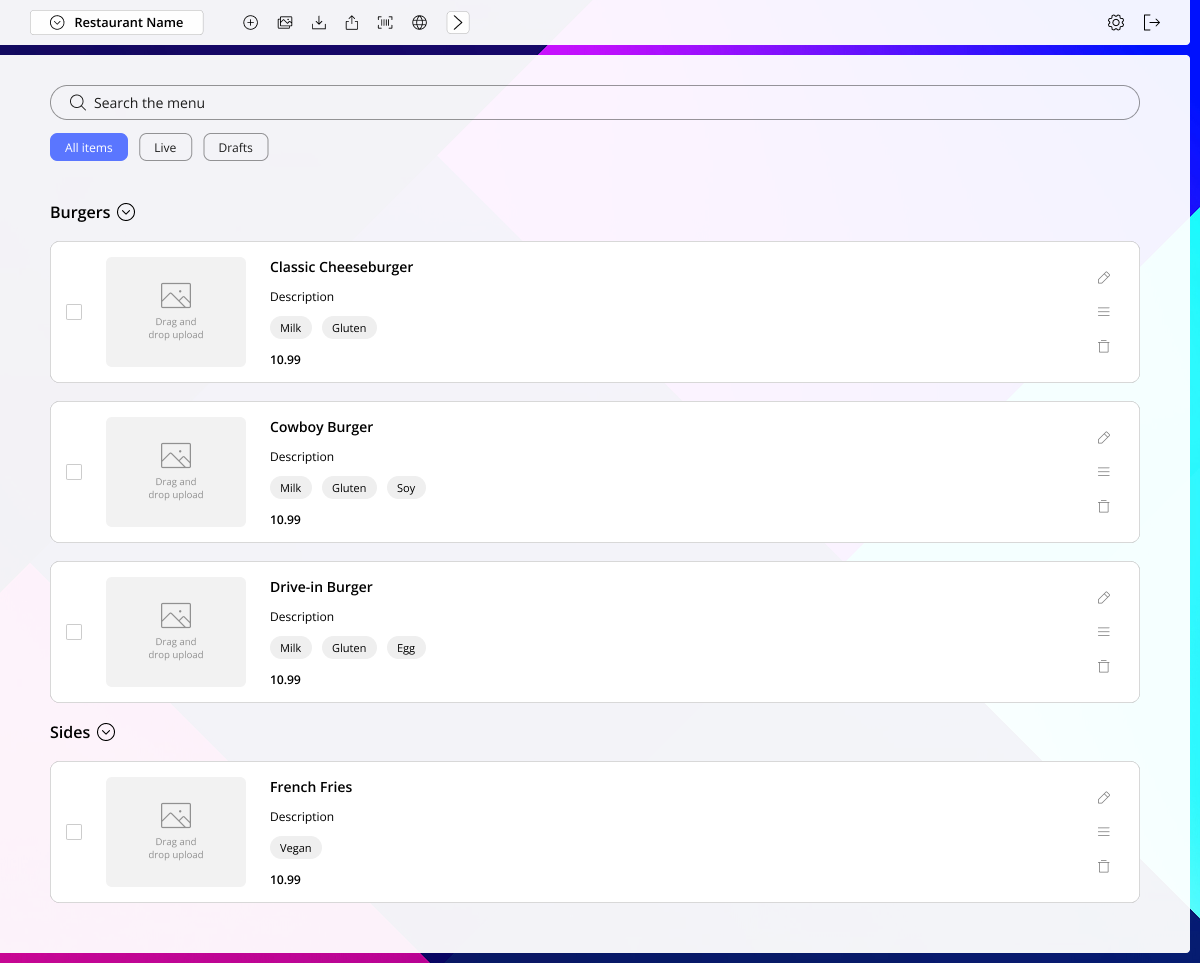 Restaurant Name
Search the menu
All items
Live
Drafts
Burgers
Drag and
drop upload
Classic Cheeseburger
Description
Milk
Gluten
10.99
Drag and
drop upload
Cowboy Burger
Description
Milk
Gluten
Soy
10.99
Drag and
drop upload
Drive-in Burger
Description
Milk
Gluten
Egg
10.99
Sides
Drag and
drop upload
French Fries
Description
Vegan
10.99